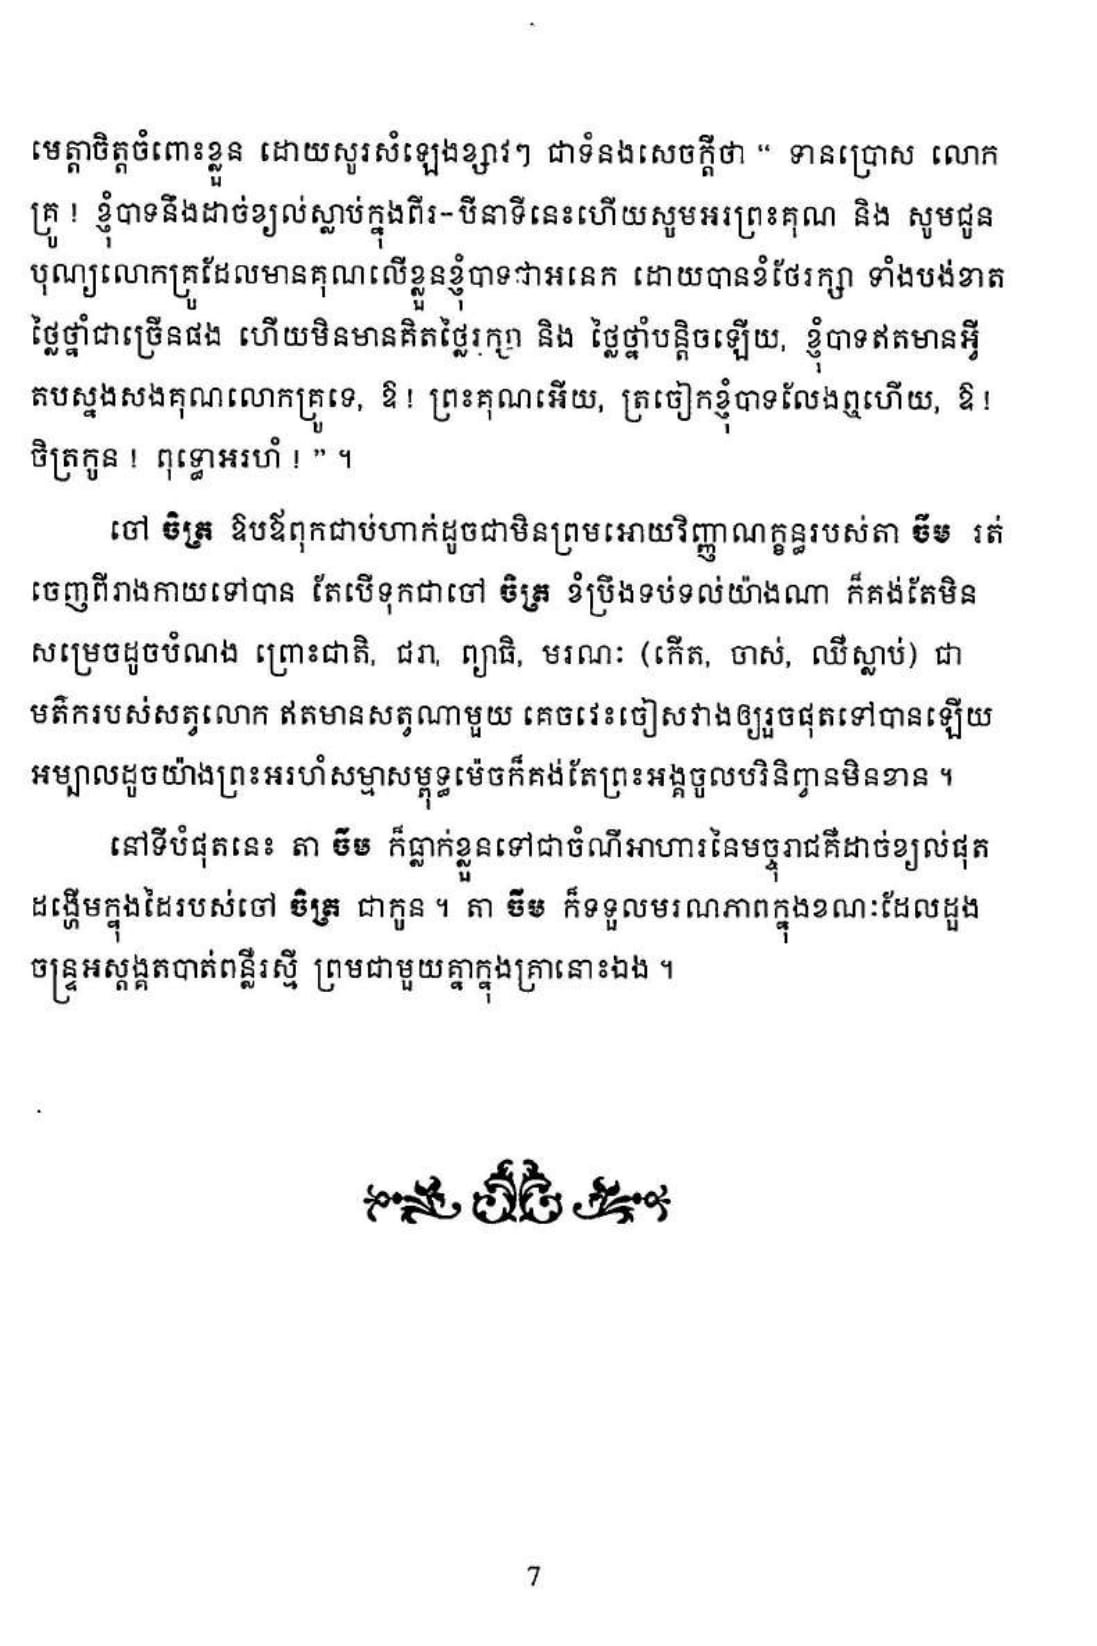 មេត្តាចិត្តចំពោះខ្លួន ដោយសូរសំឡេងខ្សាវៗ ជាទំនងសេចក្តីថា “ ទានប្រោស លោក
គ្រូ ! ខ្ញុំបាទនឹងដាច់ខ្យល់ស្លាប់ក្នុងពីរ-បីនាទីនេះហើយសូមអរព្រះគុណ និង សូមជូន
បុណ្យលោកគ្រូដែលមានគុណលើខ្លួនខ្ញុំបាទជាអនេក ដោយបានខំថែរក្សា ទាំងបង់ខាត
ថ្លៃថ្នាំជាច្រើនផង ហើយមិនមានគិតថ្លៃរក្សា និង ថ្លៃថ្នាំបន្តិចឡើយ, ខ្ញុំបាទឥតមានអ្វី
តបស្នងសងគុណលោកគ្រូទេ, ឱ ! ព្រះគុណអើយ, ត្រចៀកខ្ញុំបាទលែងឮហើយ, ឱ !
ចិត្រកូន ! ពុទ្ធោអរហំ ! ” ។
ចៅ ចិត្រ ឱបឪពុកជាប់ហាក់ដូចជាមិនព្រមអោយវិញ្ញាណក្ខន្ធរបស់តា ចឹម រត់
ចេញពីរាងកាយទៅបាន តែបើទុកជាចៅ ចិត្រ ខំប្រឹងទប់ទល់យ៉ាងណា ក៏គង់តែមិន
សម្រេចដូចបំណង ព្រោះជាតិ, ជរា, ព្យាធិ, មរណៈ (កើត, ចាស់, ឈឺស្លាប់) ជា
មត៌ករបស់សត្វលោក ឥតមានសត្វណាមួយ គេចវេះចៀសវាងឲ្យរួចផុតទៅបានឡើយ
អម្បាលដូចយ៉ាងព្រះអរហំសម្មាសម្ពុទ្ធម៉េចក៏គង់តែព្រះអង្គចូលបរិនិព្វានមិនខាន ។
នៅទីបំផុតនេះ តា ចឹម ក៏ធ្លាក់ខ្លួនទៅជាចំណីអាហារនៃមច្ចុរាជគឺដាច់ខ្យល់ផុត
ដង្ហើមក្នុងដៃរបស់ចៅ ចិត្រ ជាកូន ។ តា ចឹម ក៏ទទួលមរណភាពក្នុងខណៈដែលដួង
ចន្ទ្រអស្តង្គតបាត់ពន្លឺរស្មី ព្រមជាមួយគ្នាក្នុងគ្រានោះឯង ។
7